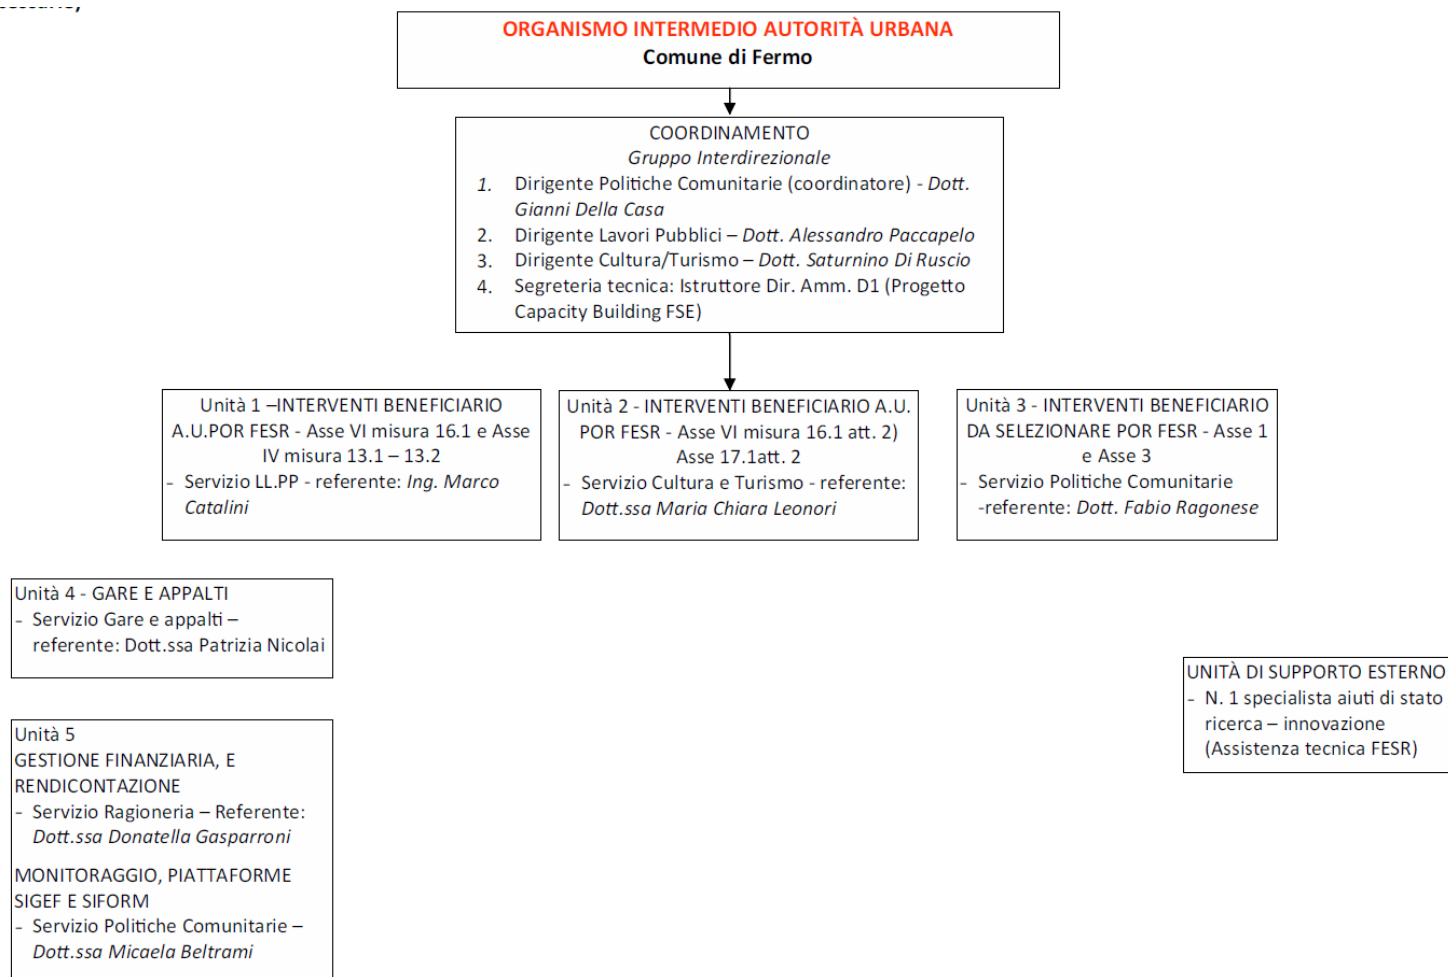 ORGANISMO INTERMEDIO AUTORITÀ URBANA
Comune di Fermo
COORDINAMENTO
Gruppo Interdirezionale
1. Dirigente Politiche Comunitarie (coordinatore) - Dott.
Gianni Della Casa
2. Dirigente Lavori Pubblici – Dott. Alessandro Paccapelo
3. Dirigente Cultura/Turismo – Dott. Saturnino Di Ruscio
4. Segreteria tecnica: Istruttore Dir. Amm. D1 (Progetto
Capacity Building FSE)
Unità 1 –INTERVENTI BENEFICIARIO
A.U.POR FESR - Asse VI misura 16.1 e Asse
IV misura 13.1 – 13.2
- Servizio LL.PP - referente: Ing. Marco
Catalini
Unità 2 - INTERVENTI BENEFICIARIO A.U.
POR FESR - Asse VI misura 16.1 att. 2)
Asse 17.1att. 2
- Servizio Cultura e Turismo - referente:
Dott.ssa Maria Chiara Leonori
Unità 3 - INTERVENTI BENEFICIARIO
DA SELEZIONARE POR FESR - Asse 1
e Asse 3
- Servizio Politiche Comunitarie
-referente: Dott. Fabio Ragonese
Unità 4 - GARE E APPALTI
- Servizio Gare e appalti –
referente: Dott.ssa Patrizia Nicolai
UNITÀ DI SUPPORTO ESTERNO
- N. 1 specialista aiuti di stato
ricerca – innovazione
(Assistenza tecnica FESR)
Unità 5
GESTIONE FINANZIARIA, E
RENDICONTAZIONE
- Servizio Ragioneria – Referente:
Dott.ssa Donatella Gasparroni
MONITORAGGIO, PIATTAFORME
SIGEF E SIFORM
- Servizio Politiche Comunitarie –
Dott.ssa Micaela Beltrami